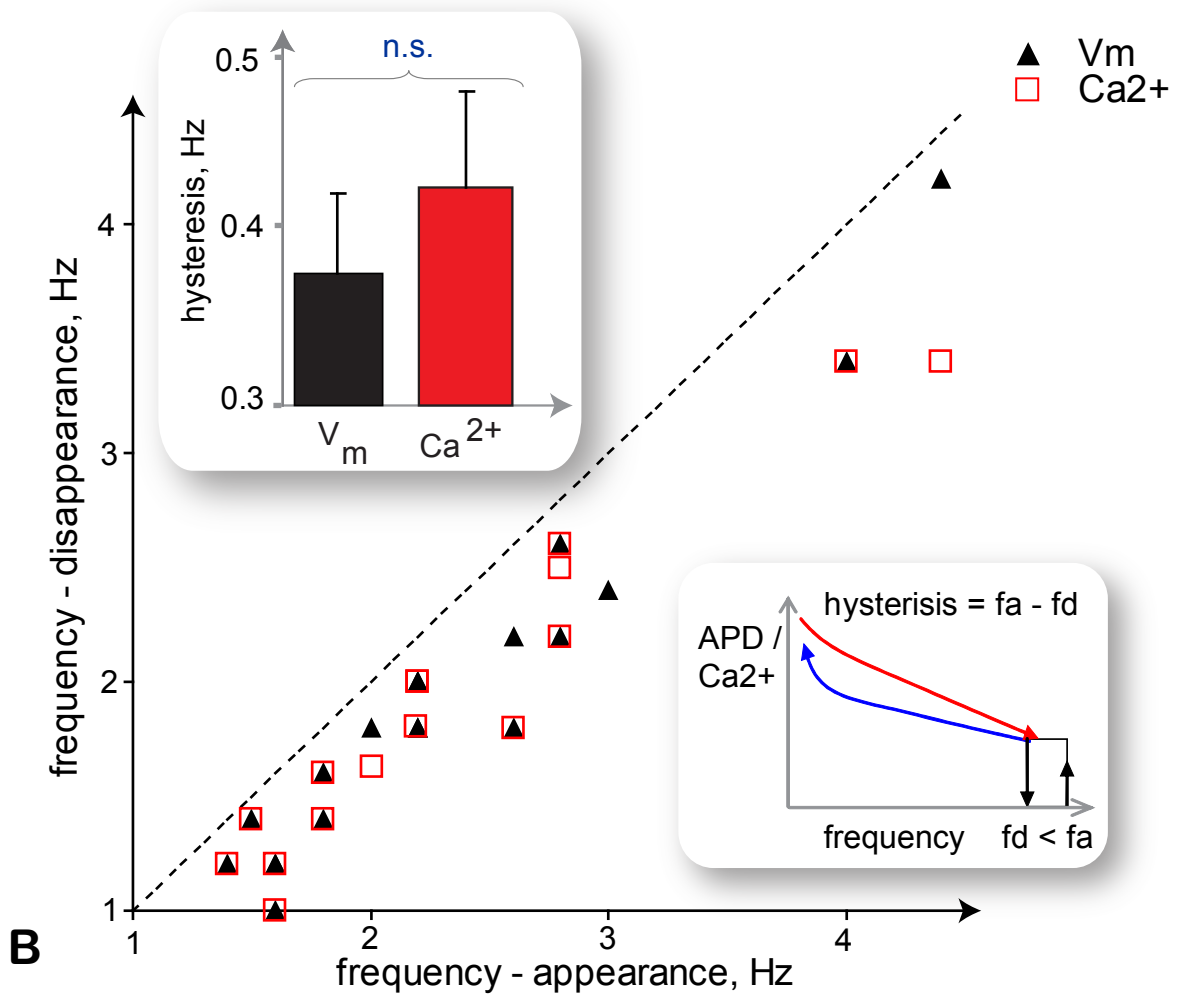 n.s.
0.5
0.4
0.3
hysteresis, Hz
V m
Ca 2+
Vm
Ca2+
frequency - disappearance, Hz
4
3
2
1
hysterisis = fa - fd
APD /
Ca2+
frequency fd < fa
1 2 3 4
B
frequency - appearance, Hz